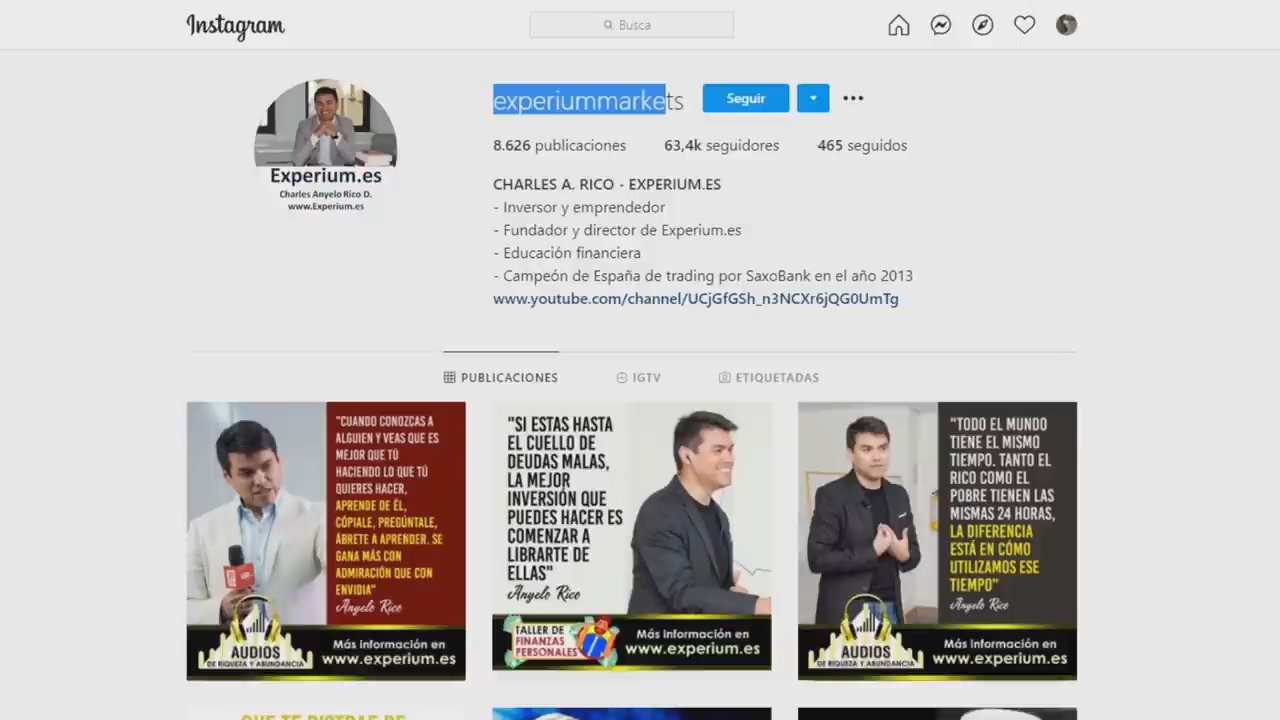 Instagram
Busca
experiummarkets
Seguir
8.626 publicaciones 63,4k seguidores 465 seguidos
Experium.es
Charles Anyelo Rico D.
www.Experium.es
CHARLES A. RICO - EXPERIUM.ES
- Inversor y emprendedor
- Fundador y director de Experium.es
- Educación financiera
- Campeón de España de trading por SaxoBank en el año 2013
www.youtube.com/channel/UCjGfGSh_n3NCXr6jQG0UmTg
PUBLICACIONES IGTV ETIQUETADAS
"CUANDO CONOZCAS A
ALGUIEN Y VEAS QUE ES
MEJOR QUE TÚ
HACIENDO LO QUE TÚ
QUIERES HACER,
APRENDE DE ÉL,
CÓPIALE, PREGÚNTALE,
ÁBRETE A APRENDER. SE
GANA MÁS CON
ADMIRACIÓN QUE CON
ENVIDIA"
Anyelo Rico
AUDIOS
DE RIQUEZA Y ABUNDANCIA
Más información en
www.experium.es
"SI ESTAS HASTA
EL CUELLO DE
DEUDAS MALAS,
LA MEJOR
INVERSIÓN QUE
PUEDES HACER ES
COMENZAR A
LIBRARTE DE
ELLAS"
Anyelo Rico
TALLER DE
FINANZAS
PERSONALES
Más información en
www.experium.es
"TODO EL MUNDO
TIENE EL MISMO
TIEMPO. TANTO EL
RICO COMO EL
POBRE TIENEN LAS
MISMAS 24 HORAS,
LA DIFERENCIA
ESTÁ EN CÓMO
UTILIZAMOS ESE
TIEMPO"
Anyelo Rico
AUDIOS
DE RIQUEZA Y ABUNDANCIA
Más información en
www.experium.es